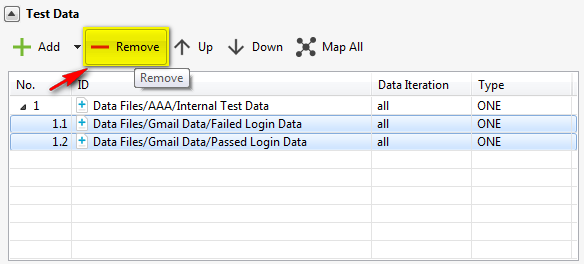 Test Data
Add Remove Up Down Map All
Remove
No. ID Data Iteration Type
1 Data Files/AAA/Internal Test Data all ONE
1.1 Data Files/Gmail Data/Failed Login Data all ONE
1.2 Data Files/Gmail Data/Passed Login Data all ONE